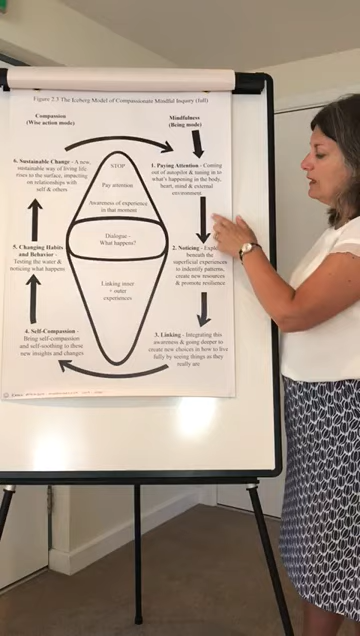 Figure 2.3 The Iceberg Model of Compassionate Mindful Inquiry (full)
Compassion
(Wise action mode)
Mindfulness
(Being mode)
6. Sustainable Change - A new,
sustainable way of living life
rises to the surface, impacting
on relationships with
self & others
STOP
Pay attention
Awareness of experience
in that moment
1. Paying Attention - Coming
out of autopilot & tuning in to
what's happening in the body,
heart, mind & external
environment
5. Changing Habits
and Behavior -
Testing the water &
noticing what happens
Dialogue -
What happens?
2. Noticing -
beneath the
superficial experiences
to identify patterns,
create new resources
& promote resilience
Linking inner
+ outer
experiences
4. Self-Compassion -
Bring self-compassion
and self-soothing to these
new insights and changes
3. Linking - Integrating this
awareness & going deeper to
create new choices in how to live
fully by seeing things as they
really are